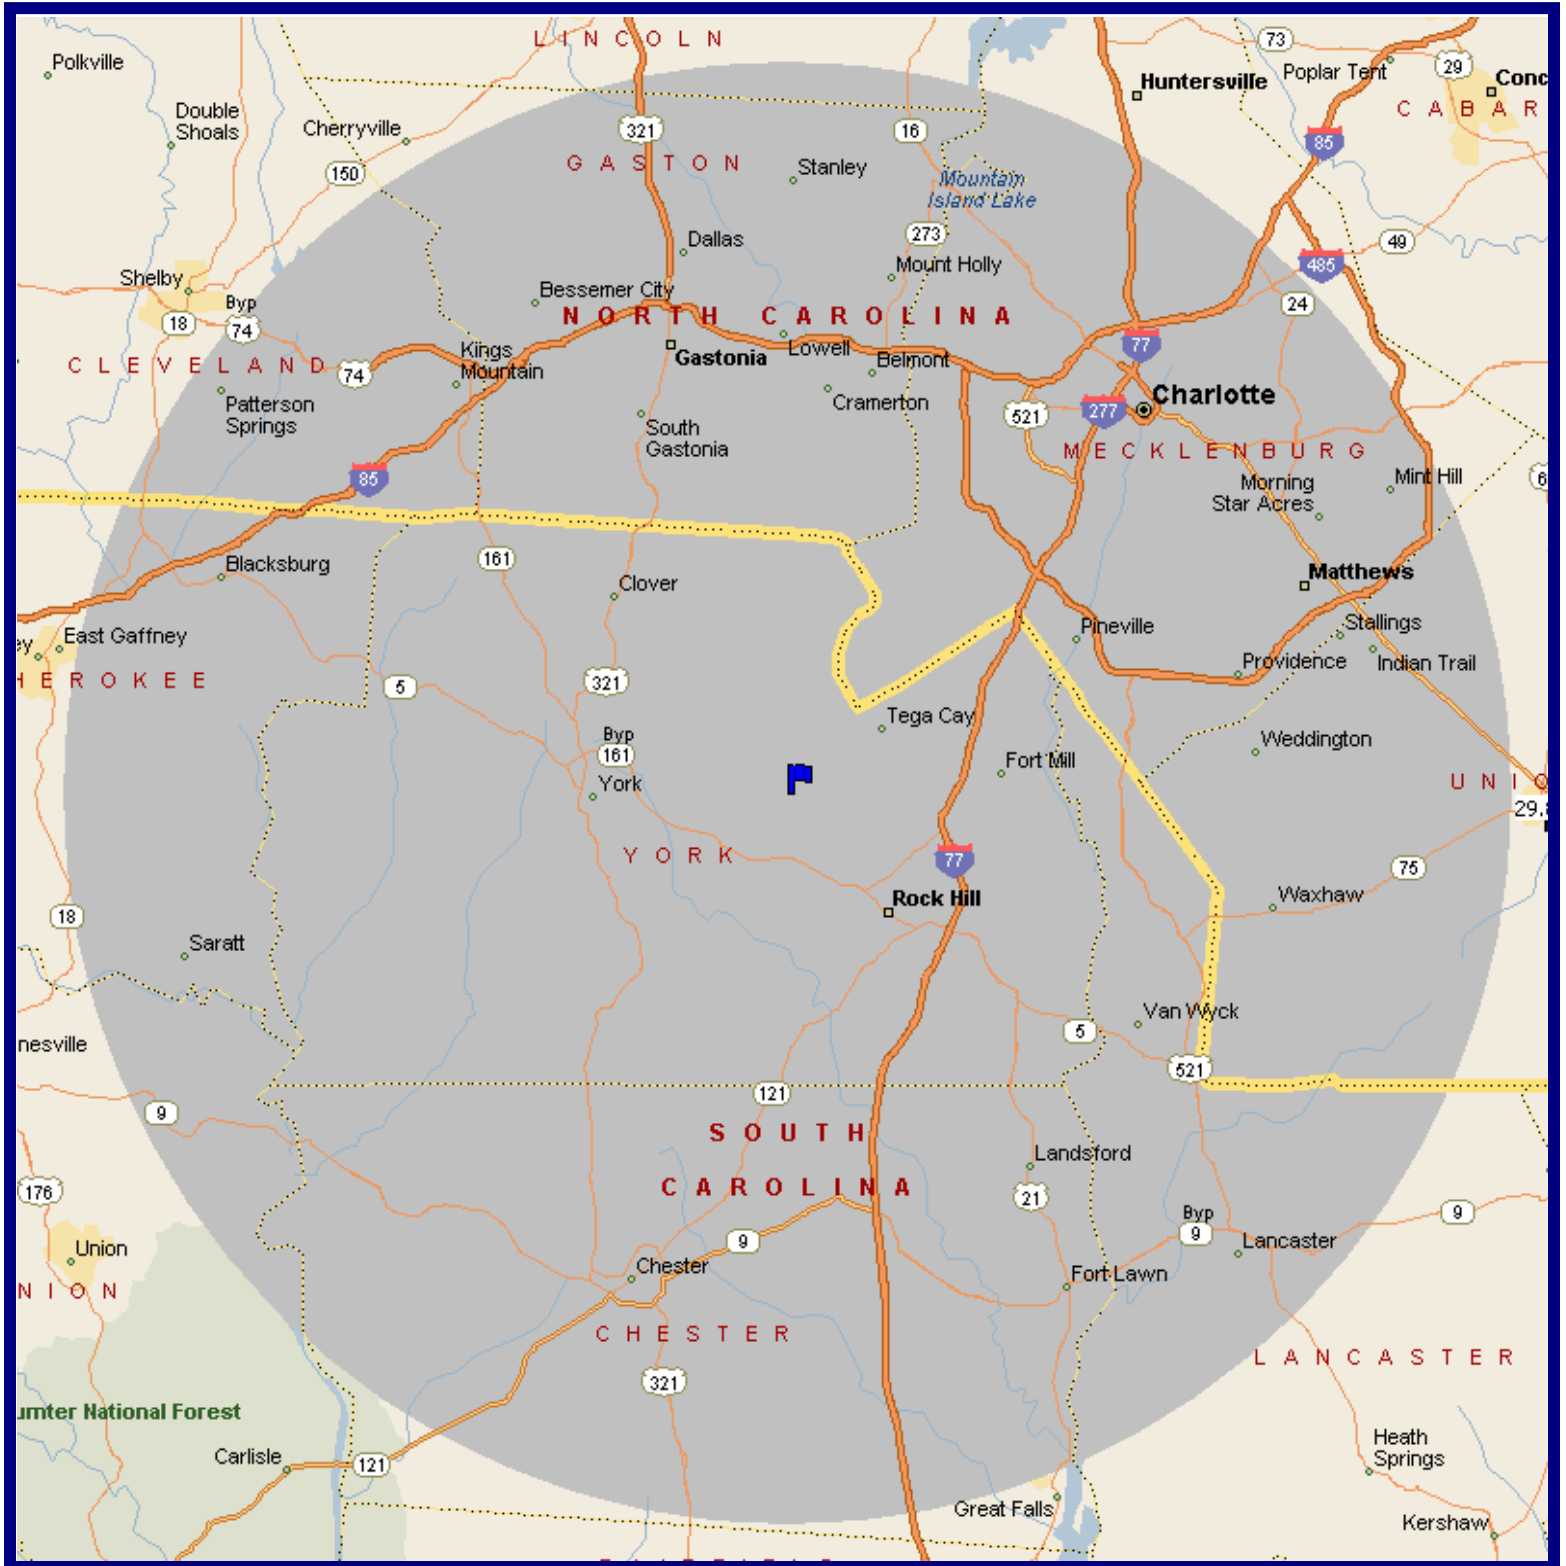 LINCOLN
73
Polkville
Huntersville
Poplar Tent
29
Conc
CABAR
Double
Shoals
Cherryville
321
16
85
150
GASTON
Stanley
Mountain
Island Lake
Dallas
273
49
Mount Holly
485
Shelby
Bessemer City
24
Byp
18
74
NORTH CAROLINA
77
Lowell
Kings
Mountain
Gastonia
Belmont
CLEVELAND
74
Patterson
Springs
Cramerton
Charlotte
277
521
South
Gastonia
MECKLENBURG
85
Morning
Star Acres
Mint Hill
6
161
Blacksburg
Clover
Matthews
ey
East Gaffney
Pineville
Stallings
HEROKEE
5
321
Providence
Indian Trail
Tega Cay
Byp
161
Weddington
Fort Mill
York
UNIO
29.8
YORK
77
75
Rock Hill
Waxhaw
18
Saratt
Van Wyck
5
nesville
521
9
121
SOUTH
CAROLINA
Landsford
176
21
Byp
9
9
Union
9
Lancaster
Chester
Fort Lawn
NION
CHESTER
LANCASTER
321
umter National Forest
Heath
Springs
Carlisle
121
Great Falls
Kershaw